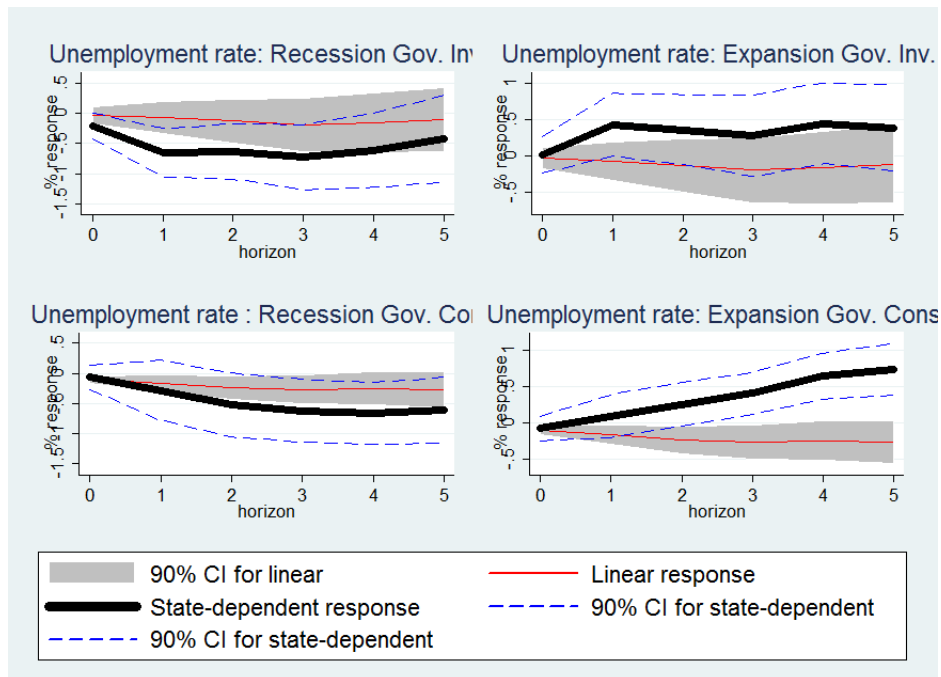 Unemployment rate: Recession Gov. Inv
Unemployment rate: Expansion Gov. Inv.
% response
.5
0
-.5
-1
-1.5
0 1 2 3 4 5
horizon
% response
1
.5
0
-.5
0 1 2 3 4 5
horizon
Unemployment rate : Recession Gov. Con
Unemployment rate: Expansion Gov. Cons
% response
.5
0
-.5
-1
-1.5
0 1 2 3 4 5
horizon
% response
1
.5
0
-.5
0 1 2 3 4 5
horizon
90% CI for linear
Linear response
State-dependent response
90% CI for state-dependent
90% CI for state-dependent